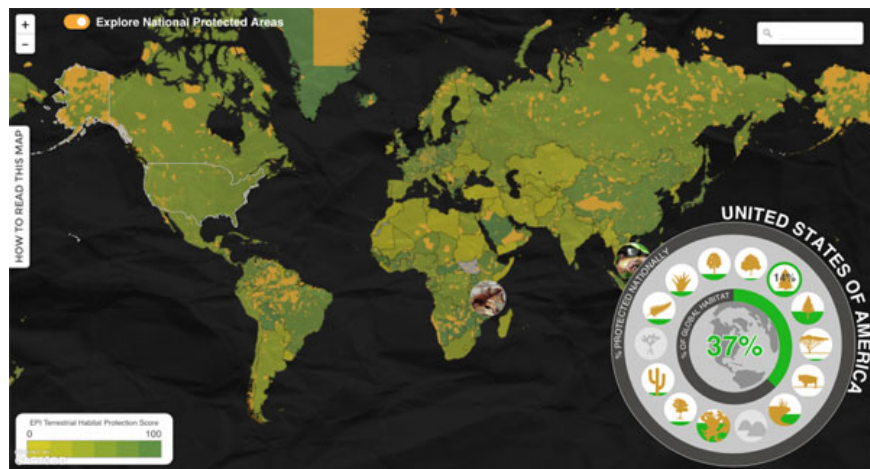 +
Explore National Protected Areas
−
HOW TO READ THIS MAP
UNITED STATES OF AMERICA
% PROTECTED NATIONALLY
% OF GLOBAL HABITAT
14%
37%
EPI Terrestrial Habitat Protection Score
0 100